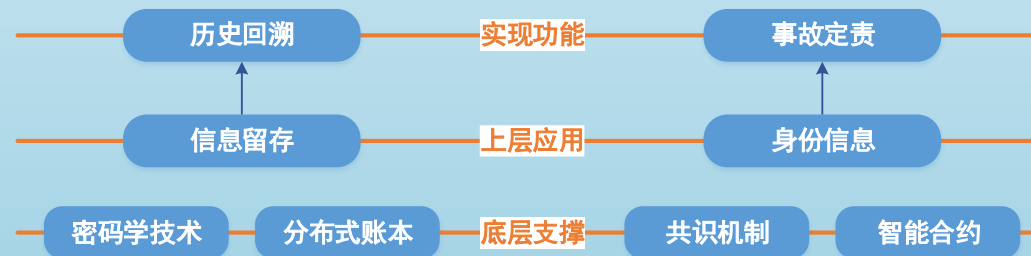 历史回溯 实现功能 事故定责
信息留存 上层应用 身份信息
密码学技术 分布式账本 底层支撑 共识机制 智能合约